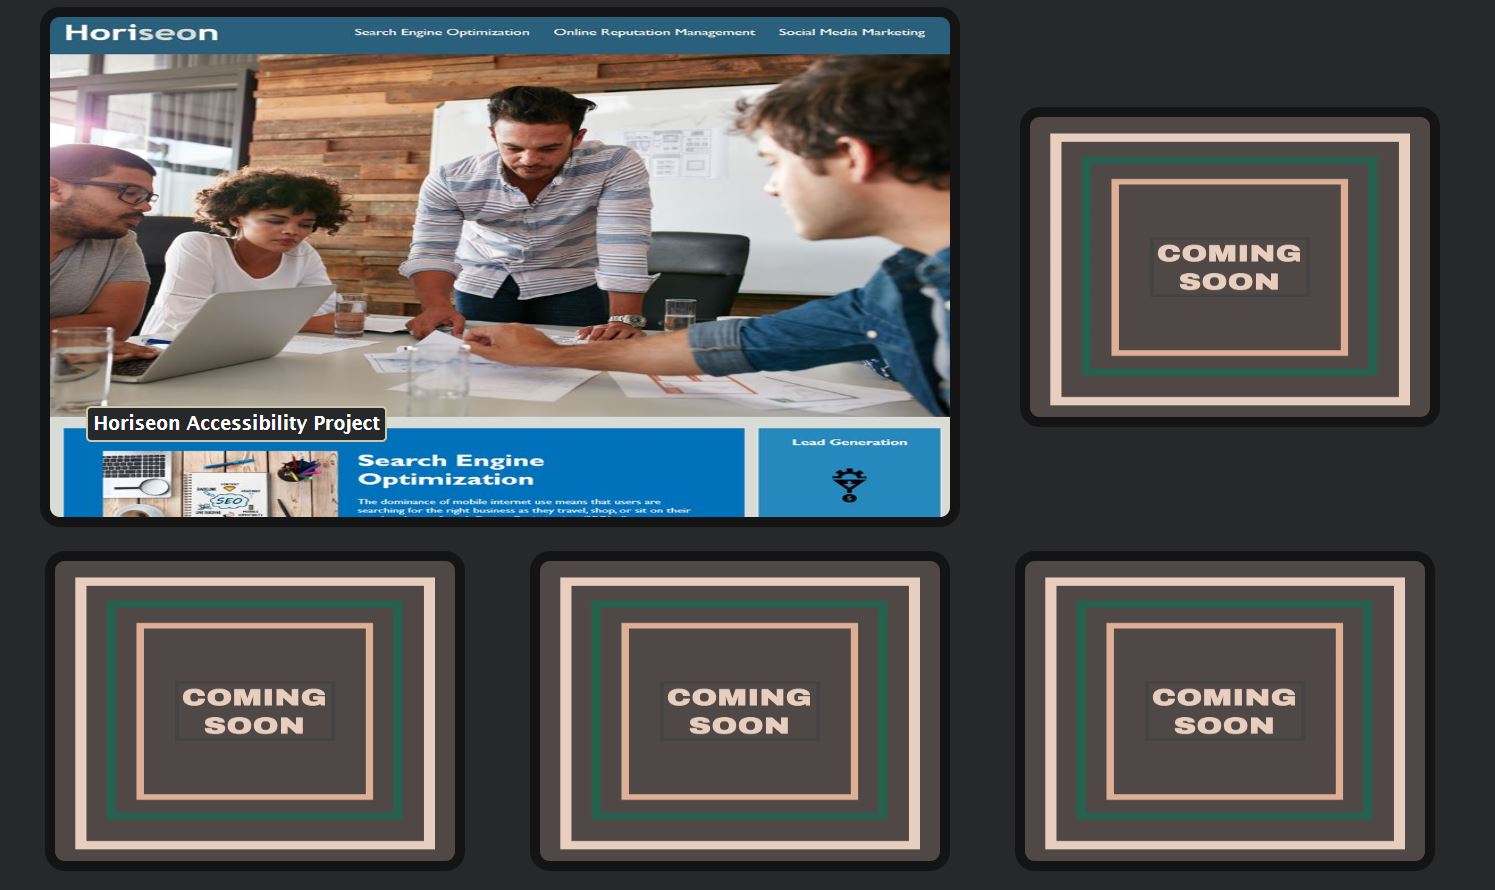 Horiseon
Search Engine Optimization Online Reputation Management Social Media Marketing
COMING
SOON
Horiseon Accessibility Project
Search Engine
Optimization
The dominance of mobile internet use means that users are
searching for the right business as they travel, shop, or sit on their
Lead Generation
SEO
COMING
SOON
COMING
SOON
COMING
SOON